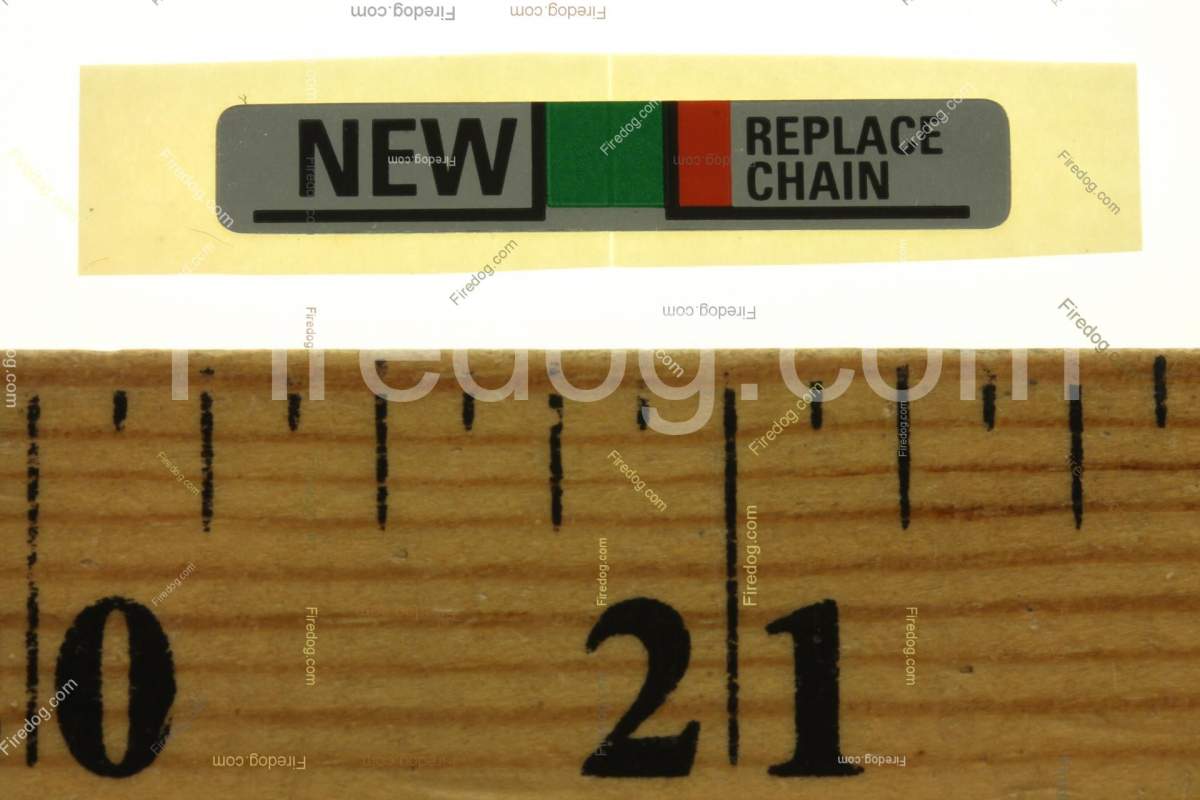 NEW
REPLACE
CHAIN
Firedog.com
0 2 1